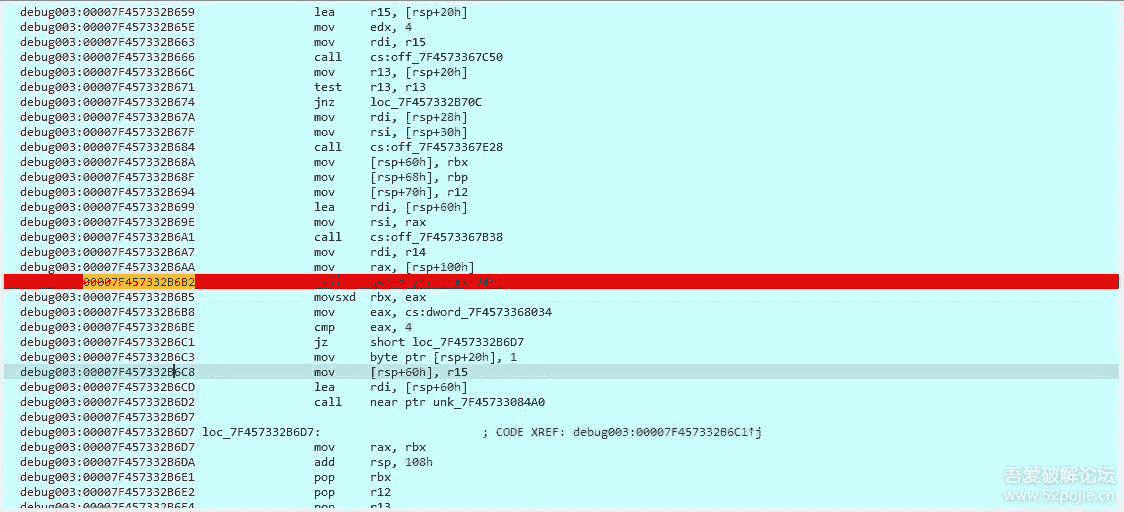 debug003:00007F457332B659 lea r15, [rsp+20h]
debug003:00007F457332B65E mov edx, 4
debug003:00007F457332B663 mov rdi, r15
debug003:00007F457332B666 call cs:off_7F4573367C50
debug003:00007F457332B66C mov r13, [rsp+20h]
debug003:00007F457332B671 test r13, r13
debug003:00007F457332B674 jnz loc_7F457332B70C
debug003:00007F457332B67A mov rdi, [rsp+28h]
debug003:00007F457332B67F mov rsi, [rsp+30h]
debug003:00007F457332B684 call cs:off_7F4573367E28
debug003:00007F457332B68A mov [rsp+60h], rbx
debug003:00007F457332B68F mov [rsp+68h], rbp
debug003:00007F457332B694 mov [rsp+70h], r12
debug003:00007F457332B699 lea rdi, [rsp+60h]
debug003:00007F457332B69E mov rsi, rax
debug003:00007F457332B6A1 call cs:off_7F4573367B38
debug003:00007F457332B6A7 mov rdi, r14
debug003:00007F457332B6AA mov rax, [rsp+100h]
00007F457332B6B2
debug003:00007F457332B6B5 movsxd rbx, eax
debug003:00007F457332B6B8 mov eax, cs:dword_7F4573368034
debug003:00007F457332B6BE cmp eax, 4
debug003:00007F457332B6C1 jz short loc_7F457332B6D7
debug003:00007F457332B6C3 mov byte ptr [rsp+20h], 1
debug003:00007F457332B6C8 mov [rsp+60h], r15
debug003:00007F457332B6CD lea rdi, [rsp+60h]
debug003:00007F457332B6D2 call near ptr unk_7F45733084A0
debug003:00007F457332B6D7
debug003:00007F457332B6D7 loc_7F457332B6D7: ; CODE XREF: debug003:00007F457332B6C1↑j
debug003:00007F457332B6D7 mov rax, rbx
debug003:00007F457332B6DA add rsp, 108h
debug003:00007F457332B6E1 pop rbx
debug003:00007F457332B6E2 pop r12
debug003:00007F457332B6E4 pop r13
吾爱破解论坛
www.52pojie.cn